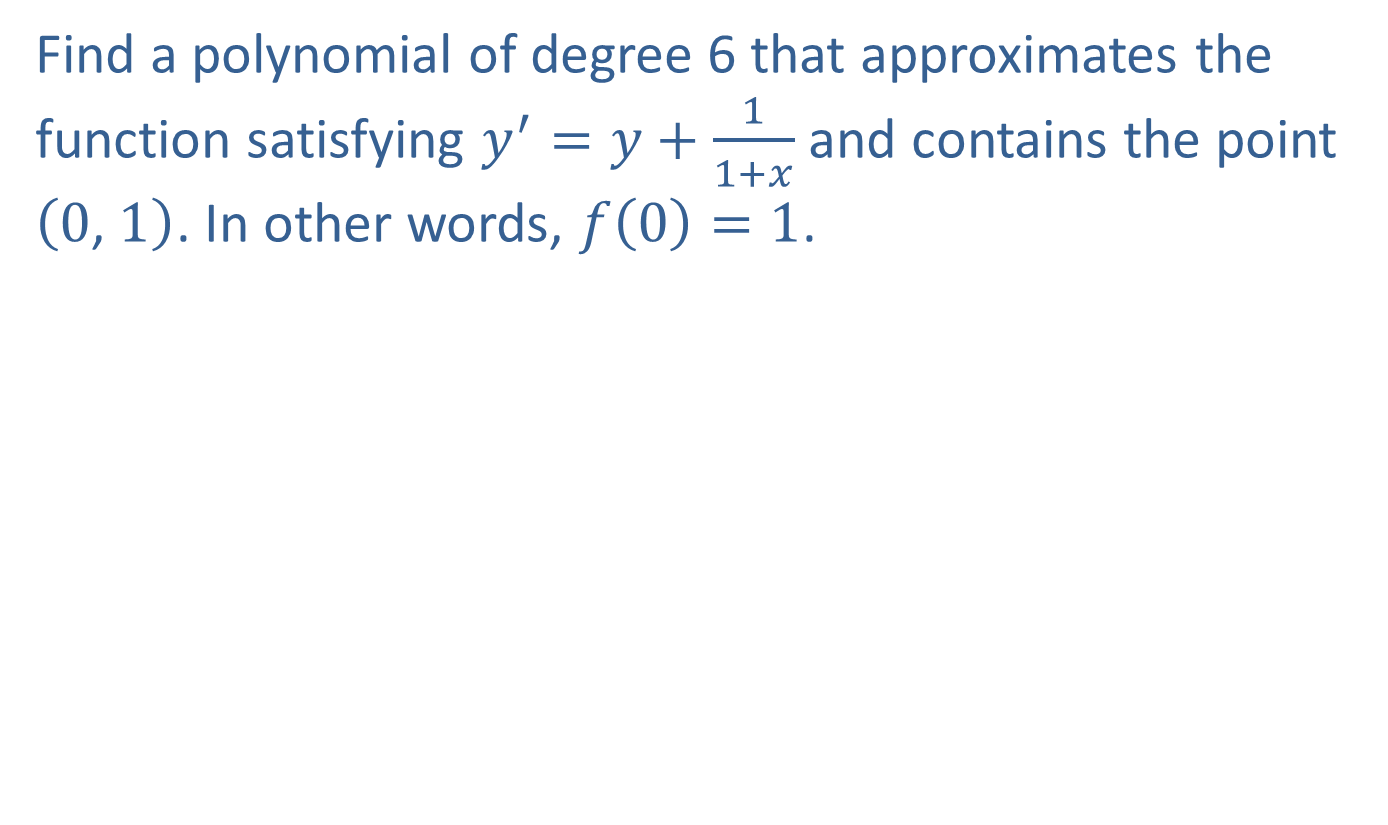 Find a polynomial of degree 6 that approximates the
function satisfying y′ = y + 1/(1+x) and contains the point
(0, 1). In other words, f(0) = 1.